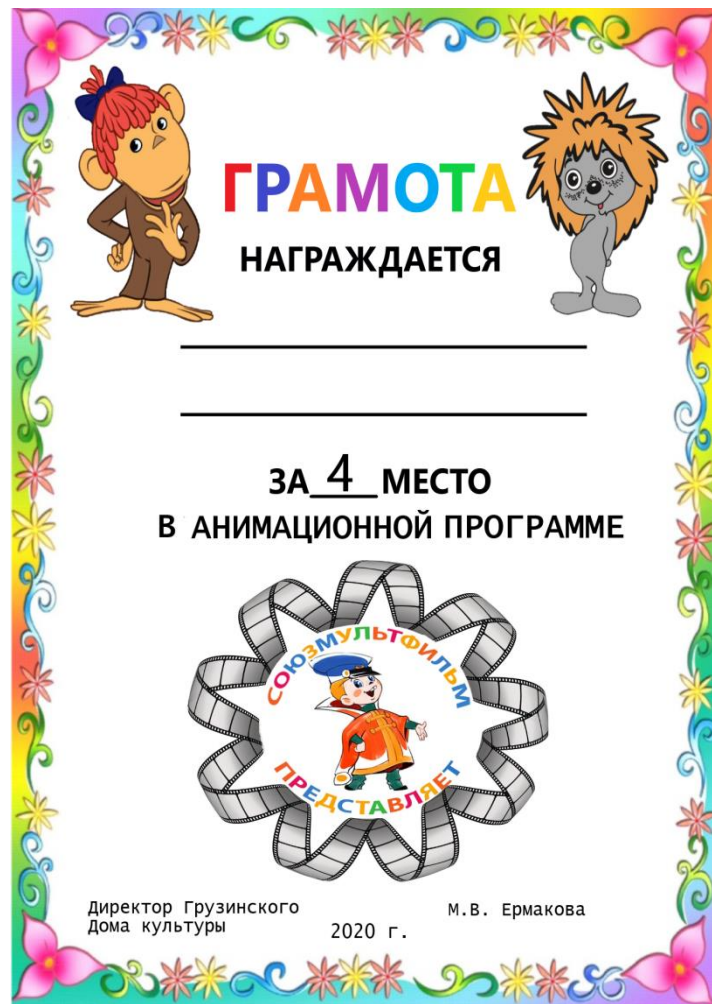 ГРАМОТА
НАГРАЖДАЕТСЯ
ЗА 4 МЕСТО
В АНИМАЦИОННОЙ ПРОГРАММЕ
СОЮЗМУЛЬТФИЛЬМ
ПРЕДСТАВЛЯЕТ
Директор Грузинского
Дома культуры
М.В. Ермакова
2020 г.